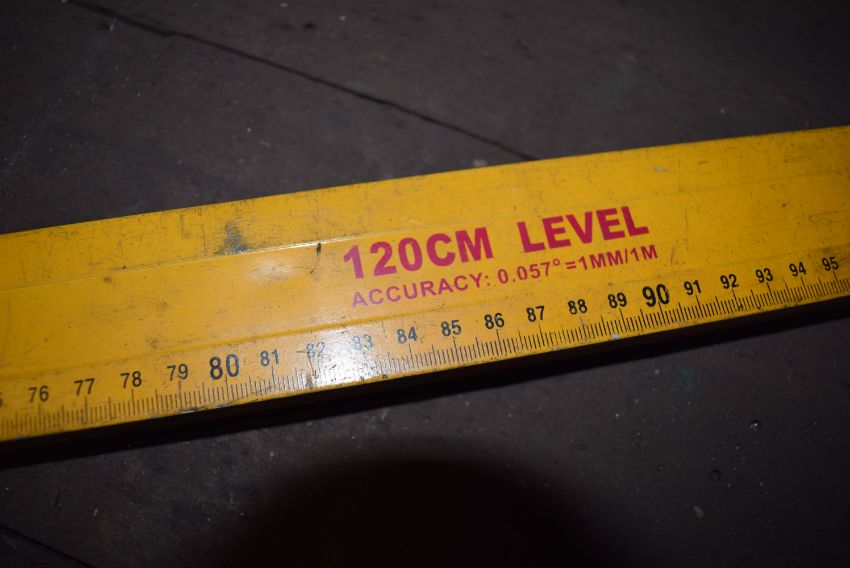 120CM LEVEL
ACCURACY: 0.057°=1MM/1M
76 77 78 79 80 81 82 83 84 85 86 87 88 89 90 91 92 93 94 95